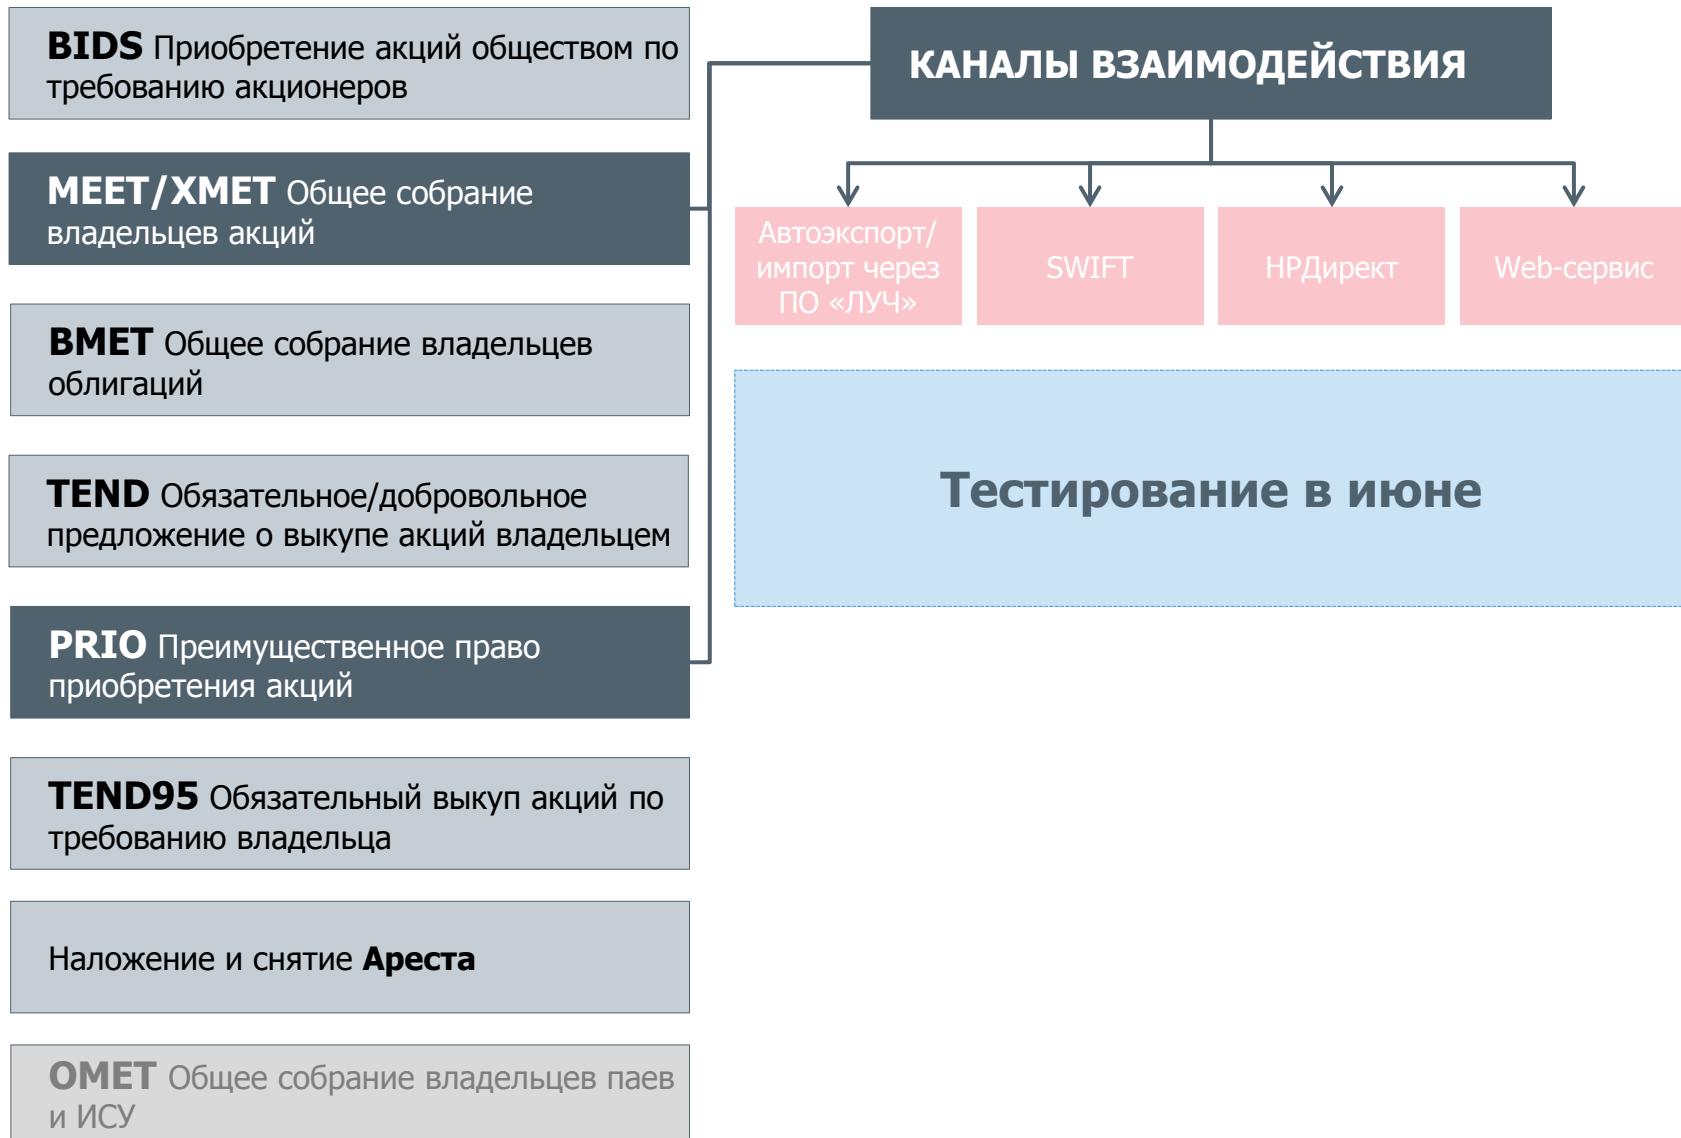 BIDS Приобретение акций обществом по
требованию акционеров
MEET/XMET Общее собрание
владельцев акций
BMET Общее собрание владельцев
облигаций
TEND Обязательное/добровольное
предложение о выкупе акций владельцем
PRIO Преимущественное право
приобретения акций
TEND95 Обязательный выкуп акций по
требованию владельца
Наложение и снятие Ареста
OMET Общее собрание владельцев паев
и ИСУ
КАНАЛЫ ВЗАИМОДЕЙСТВИЯ
Автоэкспорт/
импорт через
ПО «ЛУЧ»
SWIFT
НРДирект
Web-сервис
Тестирование в июне